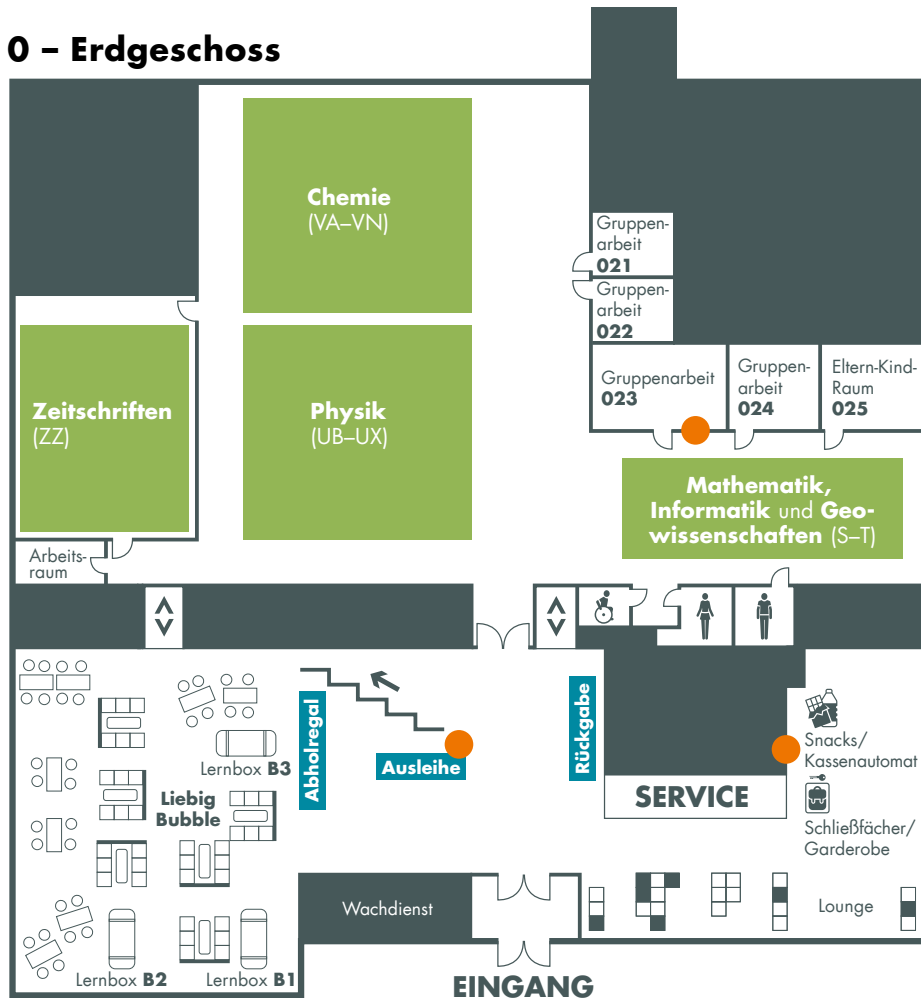 0 – Erdgeschoss
Chemie
(VA–VN)
Gruppen-
arbeit
021
Gruppen-
arbeit
022
Gruppenarbeit
023
Gruppen-
arbeit
024
Eltern-Kind-
Raum
025
Zeitschriften
(ZZ)
Physik
(UB–UX)
Mathematik,
Informatik und Geo-
wissenschaften (S–T)
Arbeits-
raum
Abholregal
Ausleihe
Rückgabe
Snacks/
Kassenautomat
SERVICE
Schließfächer/
Garderobe
Lernbox B3
Liebig
Bubble
Wachdienst
Lounge
Lernbox B2
Lernbox B1
EINGANG